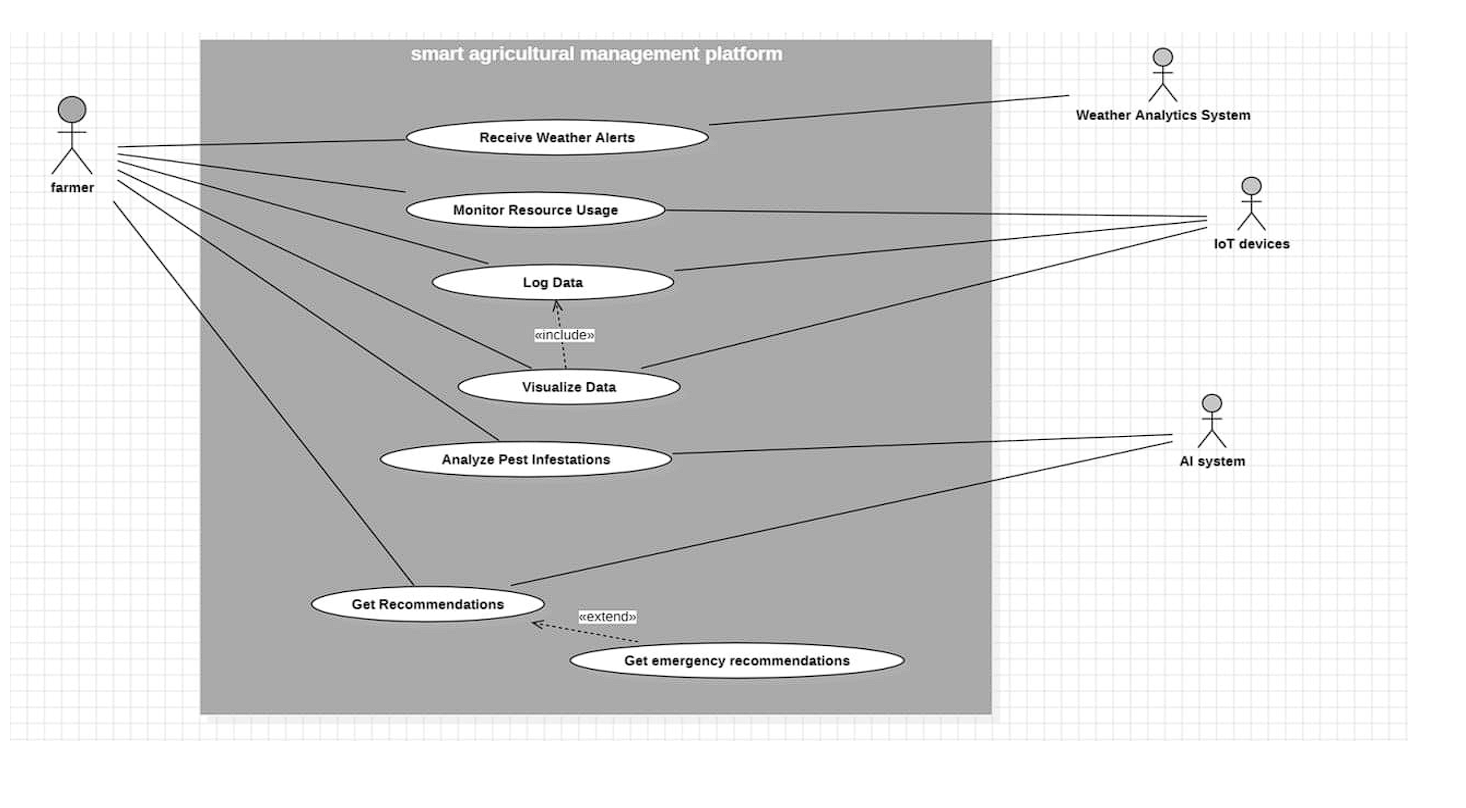 smart agricultural management platform
farmer
Receive Weather Alerts
Weather Analytics System
Monitor Resource Usage
IoT devices
Log Data
«include»
Visualize Data
Analyze Pest Infestations
AI system
Get Recommendations
«extend»
Get emergency recommendations